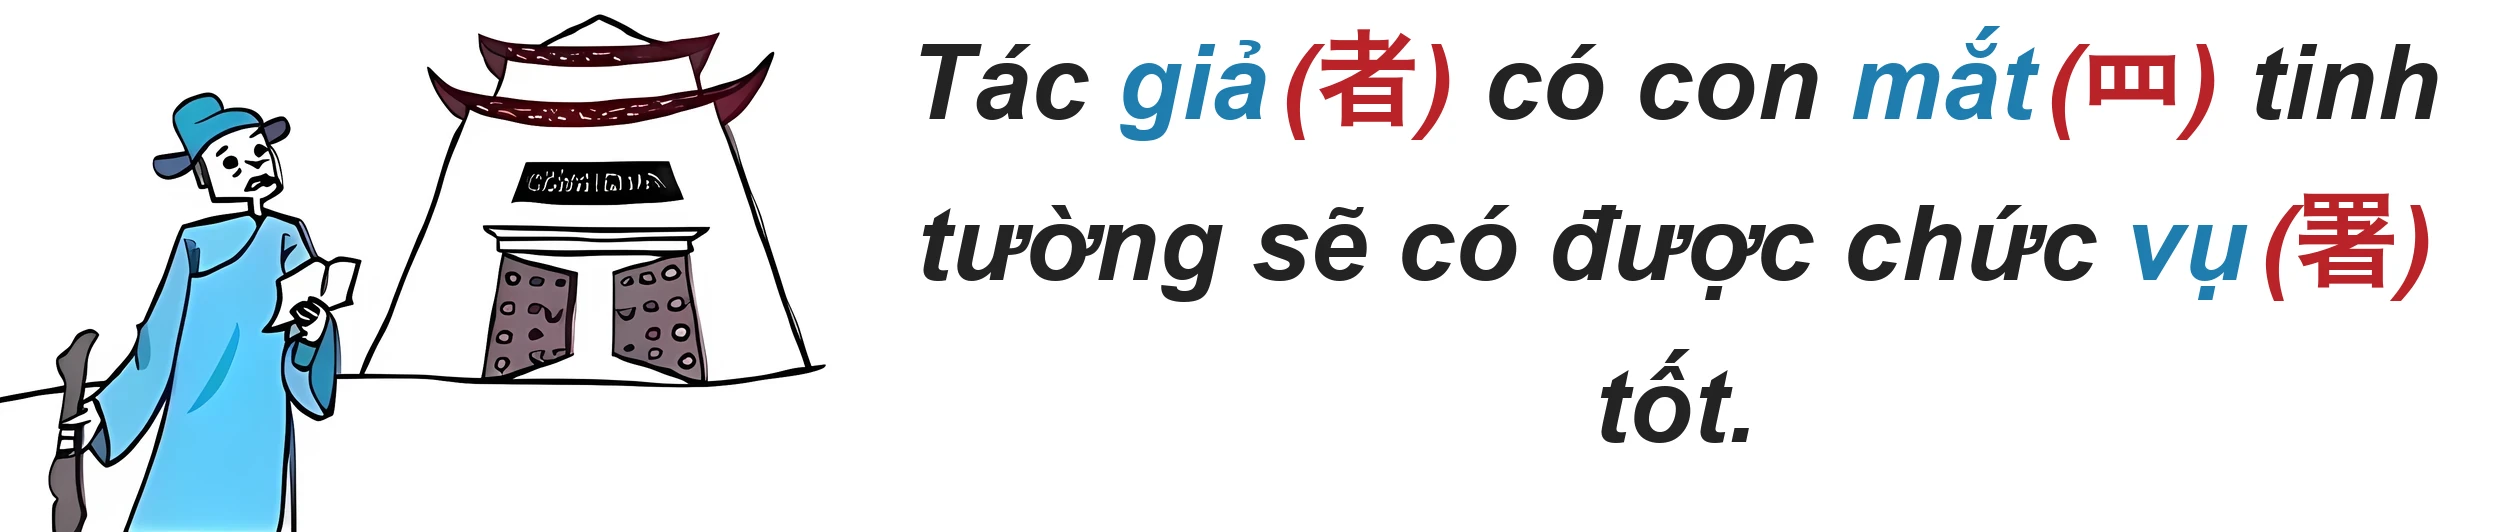 Tác giả(者) có con mắt(罒) tinh
tường sẽ có được chức vụ(署)
tốt.